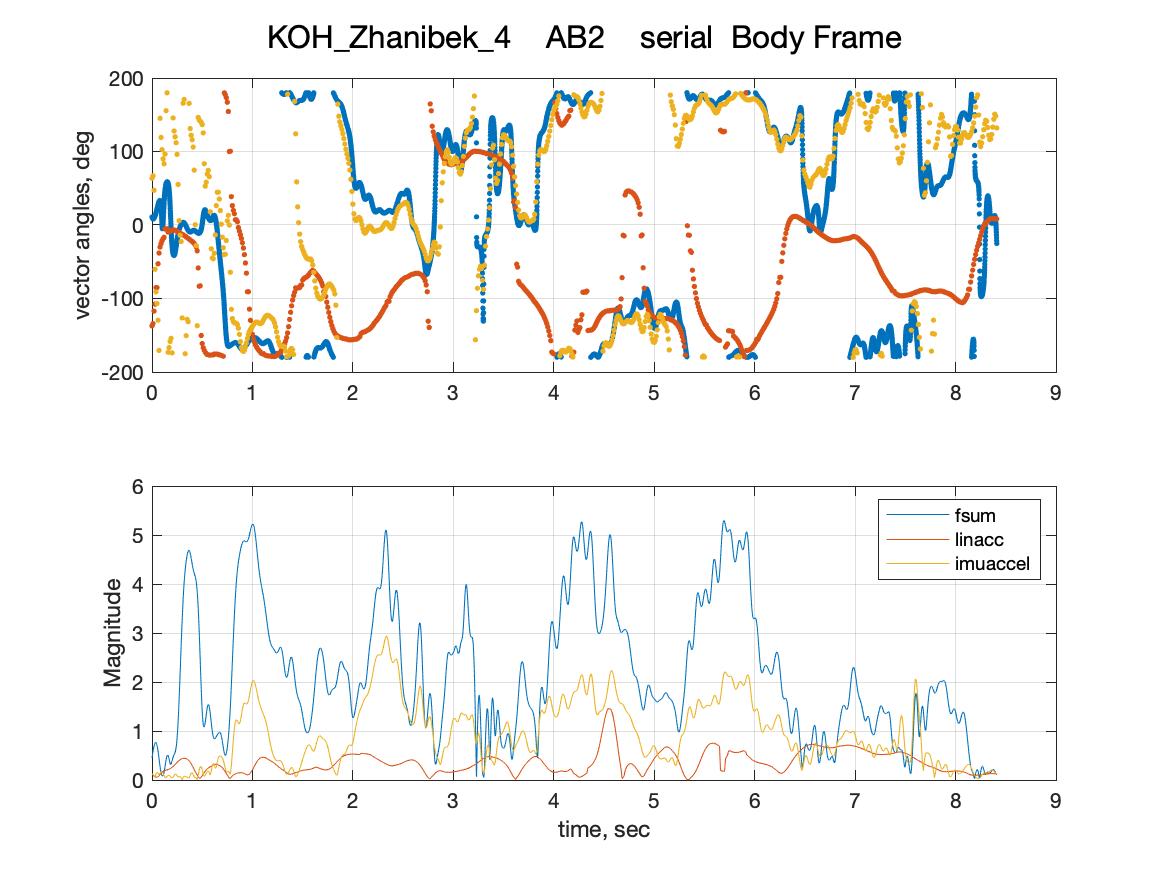 KOH_Zhanibek_4 AB2 serial Body Frame
200
100
0
-100
-200
vector angles, deg
0 1 2 3 4 5 6 7 8 9
6
5
4
3
2
1
0
Magnitude
fsum
linacc
imuaccel
0 1 2 3 4 5 6 7 8 9
time, sec